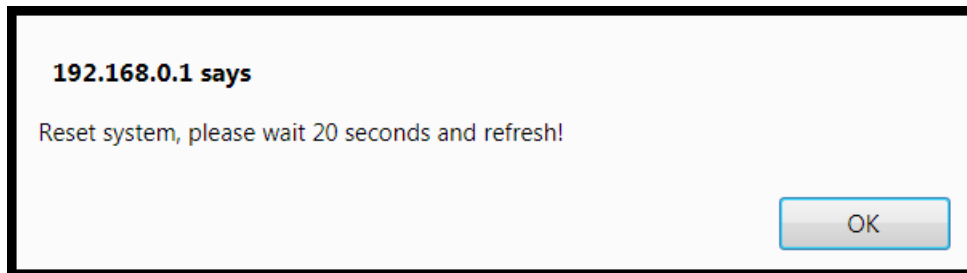 192.168.0.1 says
Reset system, please wait 20 seconds and refresh!
OK